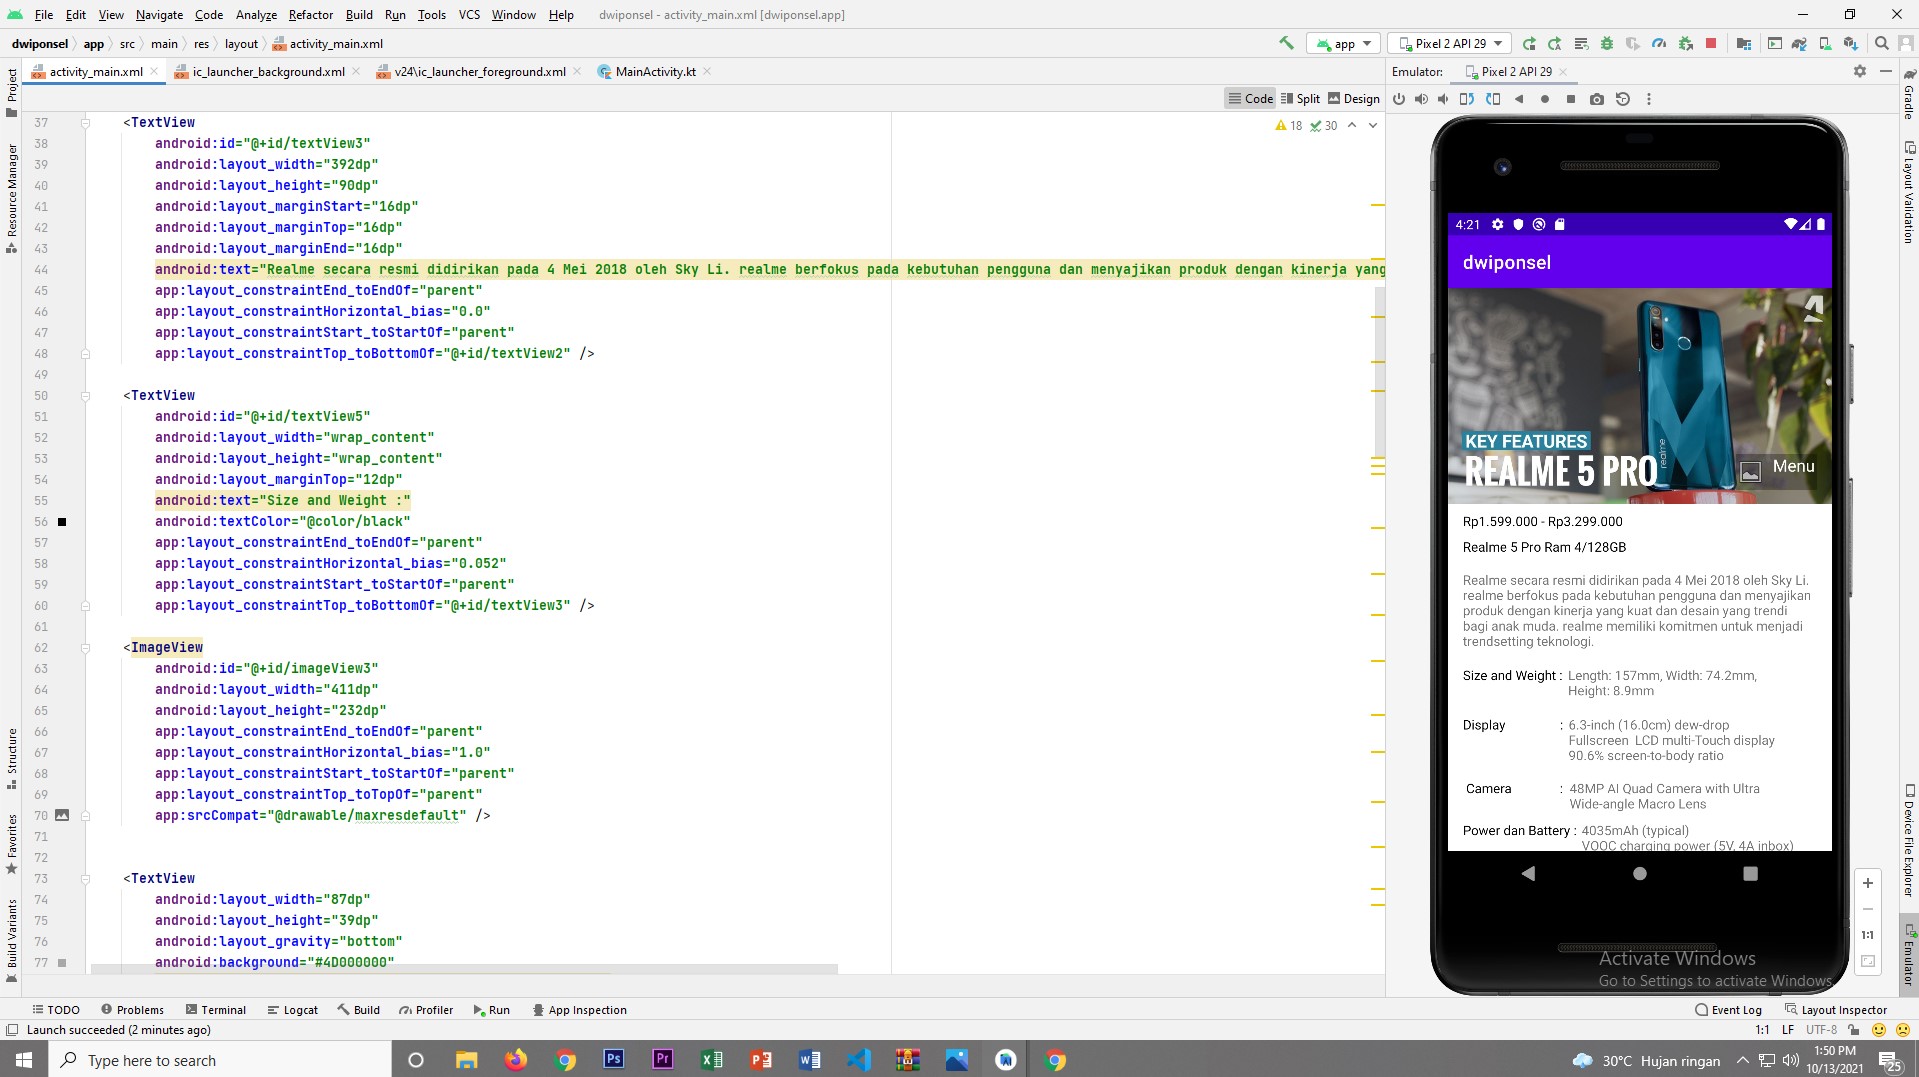 File Edit View Navigate Code Analyze Refactor Build Run Tools VCS Window Help dwiponsel - activity_main.xml [dwiponsel.app]
dwiponsel app src main res layout activity_main.xml app Pixel 2 API 29
activity_main.xml ic_launcher_background.xml v24\ic_launcher_foreground.xml MainActivity.kt Emulator: Pixel 2 API 29
Code Split Design
18 30
37 <TextView
38 android:id="@+id/textView3"
39 android:layout_width="392dp"
40 android:layout_height="90dp"
41 android:layout_marginStart="16dp"
42 android:layout_marginTop="16dp"
43 android:layout_marginEnd="16dp"
44 android:text="Realme secara resmi didirikan pada 4 Mei 2018 oleh Sky Li. realme berfokus pada kebutuhan pengguna dan menyajikan produk dengan kinerja yang
45 app:layout_constraintEnd_toEndOf="parent"
46 app:layout_constraintHorizontal_bias="0.0"
47 app:layout_constraintStart_toStartOf="parent"
48 app:layout_constraintTop_toBottomOf="@+id/textView2" />
49
50 <TextView
51 android:id="@+id/textView5"
52 android:layout_width="wrap_content"
53 android:layout_height="wrap_content"
54 android:layout_marginTop="12dp"
55 android:text="Size and Weight :"
56 android:textColor="@color/black"
57 app:layout_constraintEnd_toEndOf="parent"
58 app:layout_constraintHorizontal_bias="0.052"
59 app:layout_constraintStart_toStartOf="parent"
60 app:layout_constraintTop_toBottomOf="@+id/textView3" />
61
62 <ImageView
63 android:id="@+id/imageView3"
64 android:layout_width="411dp"
65 android:layout_height="232dp"
66 app:layout_constraintEnd_toEndOf="parent"
67 app:layout_constraintHorizontal_bias="1.0"
68 app:layout_constraintStart_toStartOf="parent"
69 app:layout_constraintTop_toTopOf="parent"
70 app:srcCompat="@drawable/maxresdefault" />
71
72
73 <TextView
74 android:layout_width="87dp"
75 android:layout_height="39dp"
76 android:layout_gravity="bottom"
77 android:background="#4D000000"
Project
Resource Manager
Structure
Favorites
Build Variants
4:21
dwiponsel
KEY FEATURES
REALME 5 PRO
realme
Menu
Rp1.599.000 - Rp3.299.000
Realme 5 Pro Ram 4/128GB
Realme secara resmi didirikan pada 4 Mei 2018 oleh Sky Li.
realme berfokus pada kebutuhan pengguna dan menyajikan
produk dengan kinerja yang kuat dan desain yang trendi
bagi anak muda. realme memiliki komitmen untuk menjadi
trendsetting teknologi.
Size and Weight : Length: 157mm, Width: 74.2mm,
Height: 8.9mm
Display : 6.3-inch (16.0cm) dew-drop
Fullscreen LCD multi-Touch display
90.6% screen-to-body ratio
Camera : 48MP AI Quad Camera with Ultra
Wide-angle Macro Lens
Power dan Battery : 4035mAh (typical)
VOOC charging power (5V, 4A inbox)
1:1
Gradle
Layout Validation
Device File Explorer
Emulator
Activate Windows
Go to Settings to activate Windows.
TODO Problems Terminal Logcat Build Profiler Run App Inspection Event Log Layout Inspector
Launch succeeded (2 minutes ago) 1:1 LF UTF-8
Type here to search Ps Pr 30°C Hujan ringan 1:50 PM
10/13/2021 25